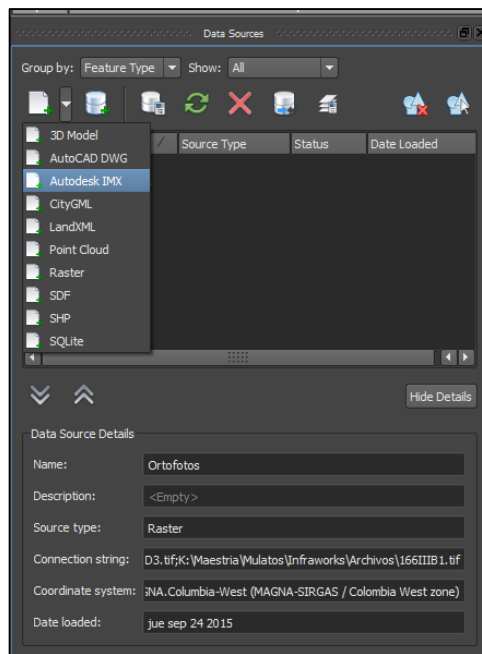 Data Sources
Group by: Feature Type Show: All
Source Type Status Date Loaded
3D Model
AutoCAD DWG
Autodesk IMX
CityGML
LandXML
Point Cloud
Raster
SDF
SHP
SQLite
Hide Details
Data Source Details
Name: Ortofotos
Description: <Empty>
Source type: Raster
Connection string: D3.tif;K:\Maestria\Mulatos\Infraworks\Archivos\166IIIB1.tif
Coordinate system: GNA.Columbia-West (MAGNA-SIRGAS / Colombia West zone)
Date loaded: jue sep 24 2015